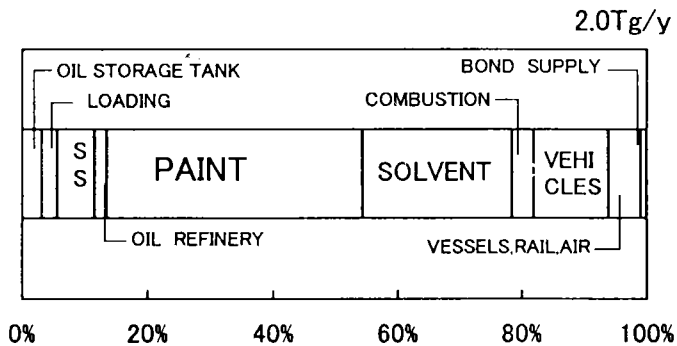 2.0Tg/y
OIL STORAGE TANK
BOND SUPPLY
LOADING
COMBUSTION
SS
PAINT
SOLVENT
VEHI
CLES
OIL REFINERY
VESSELS,RAIL,AIR
0% 20% 40% 60% 80% 100%